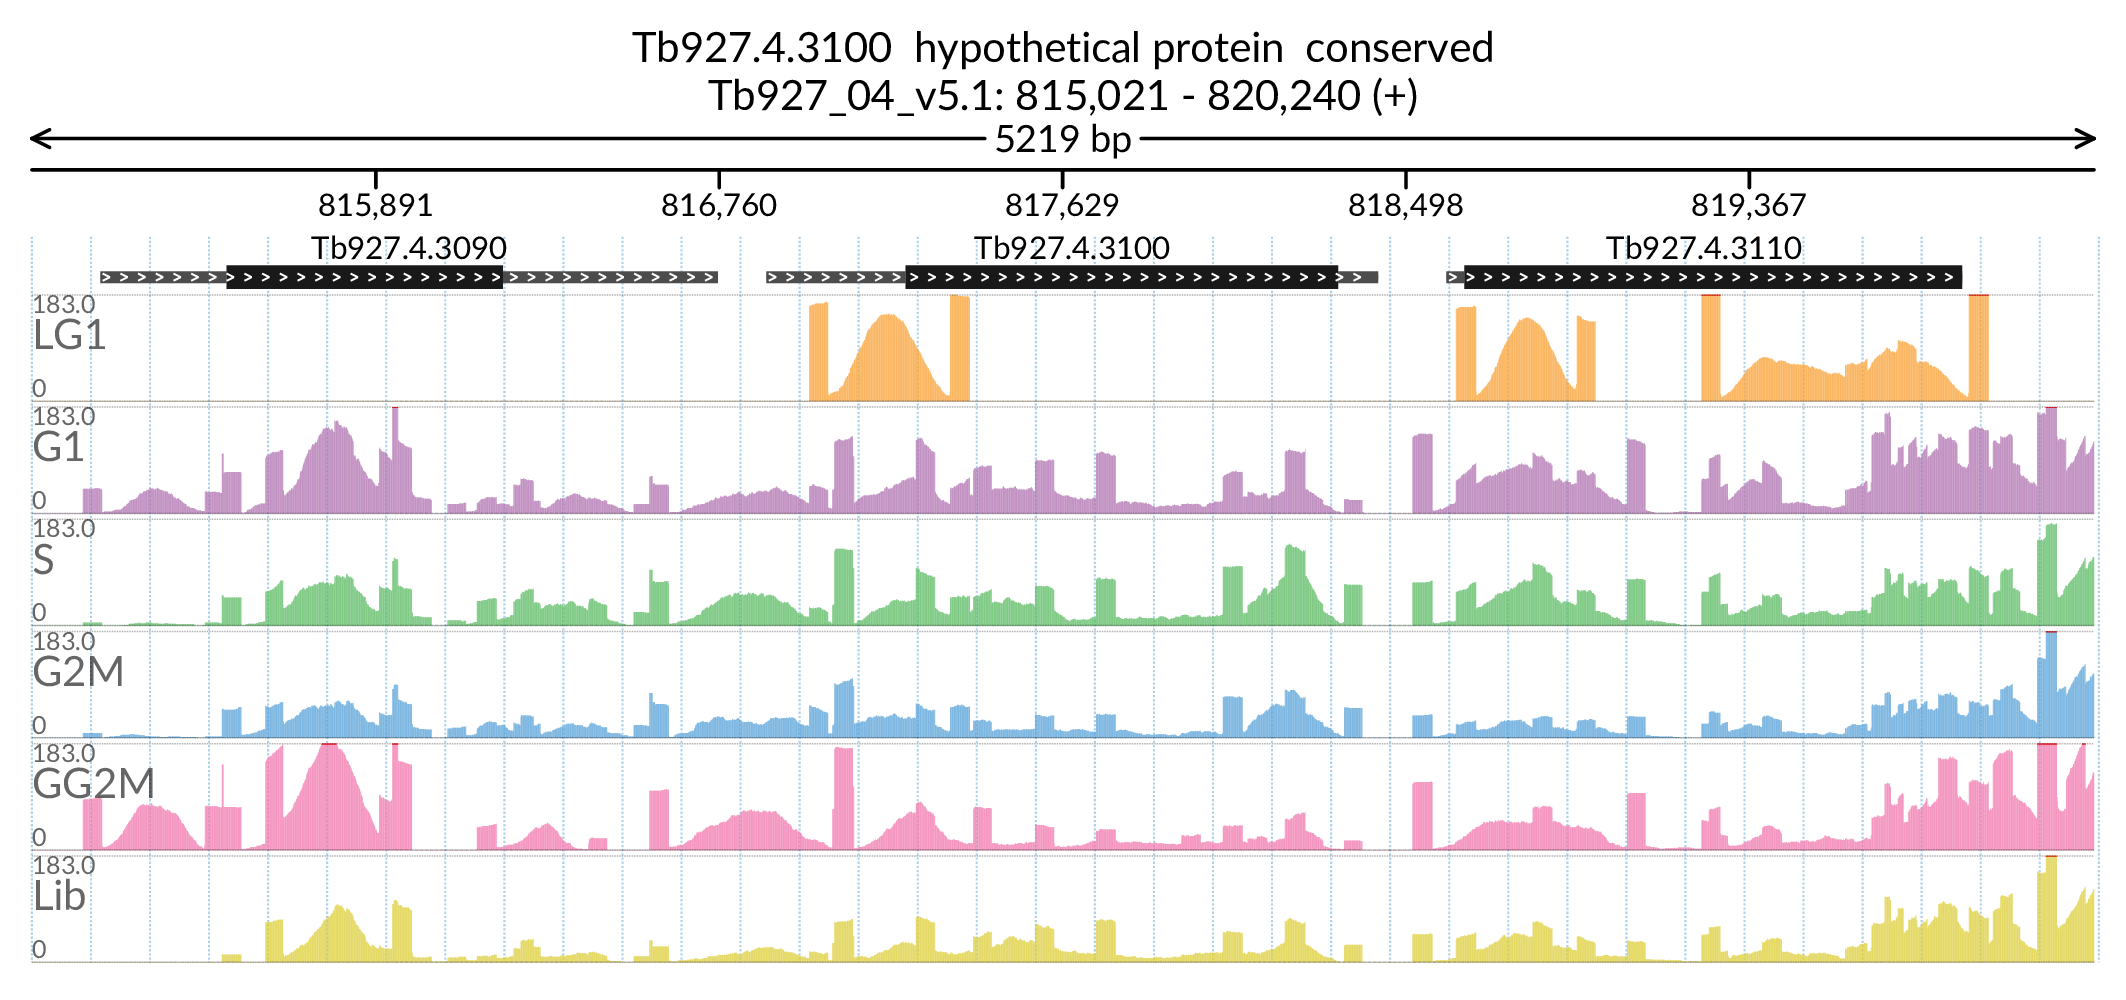 Tb927.4.3100 hypothetical protein conserved
Tb927_04_v5.1: 815,021 - 820,240 (+)
5219 bp
815,891 816,760 817,629 818,498 819,367
Tb927.4.3090 Tb927.4.3100 Tb927.4.3110
183.0
LG1
0
183.0
G1
0
183.0
S
0
183.0
G2M
0
183.0
GG2M
0
183.0
Lib
0